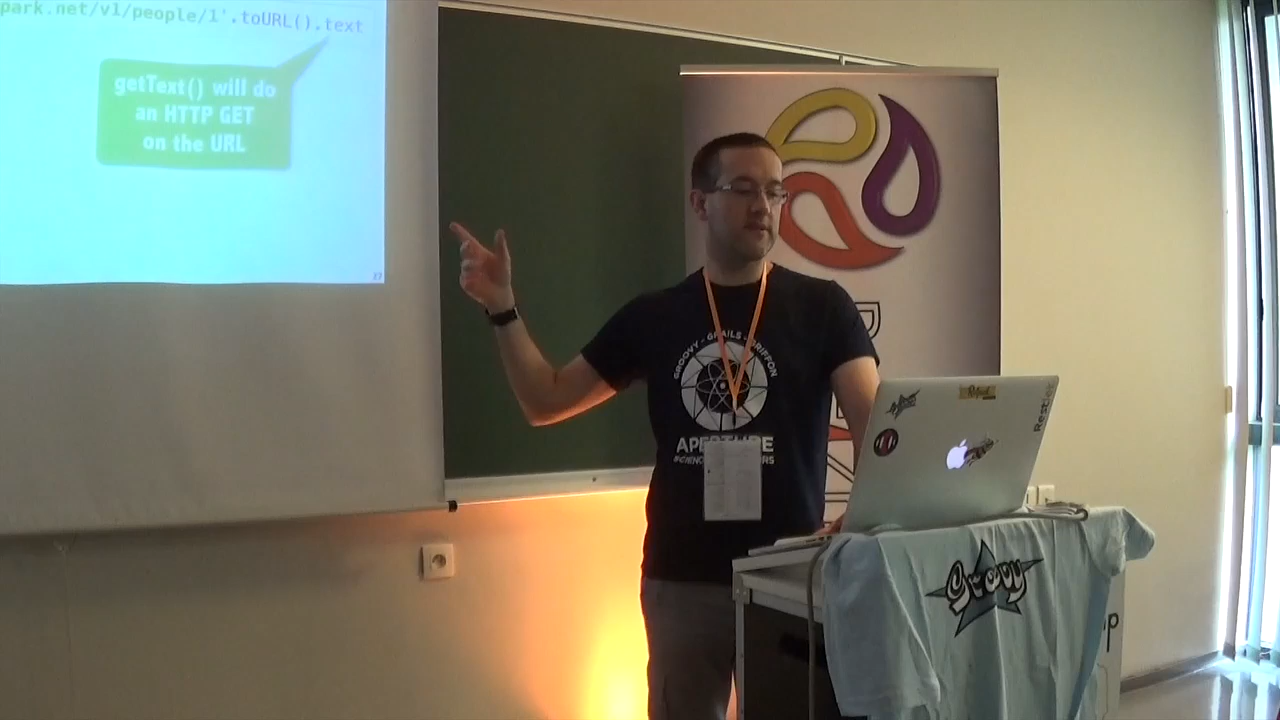 park.net/v1/people/1'.toURL().text
getText() will do
an HTTP GET
on the URL
GROOVY - GRAILS - GRIFFON
APERTURE
Groovy
Restlet